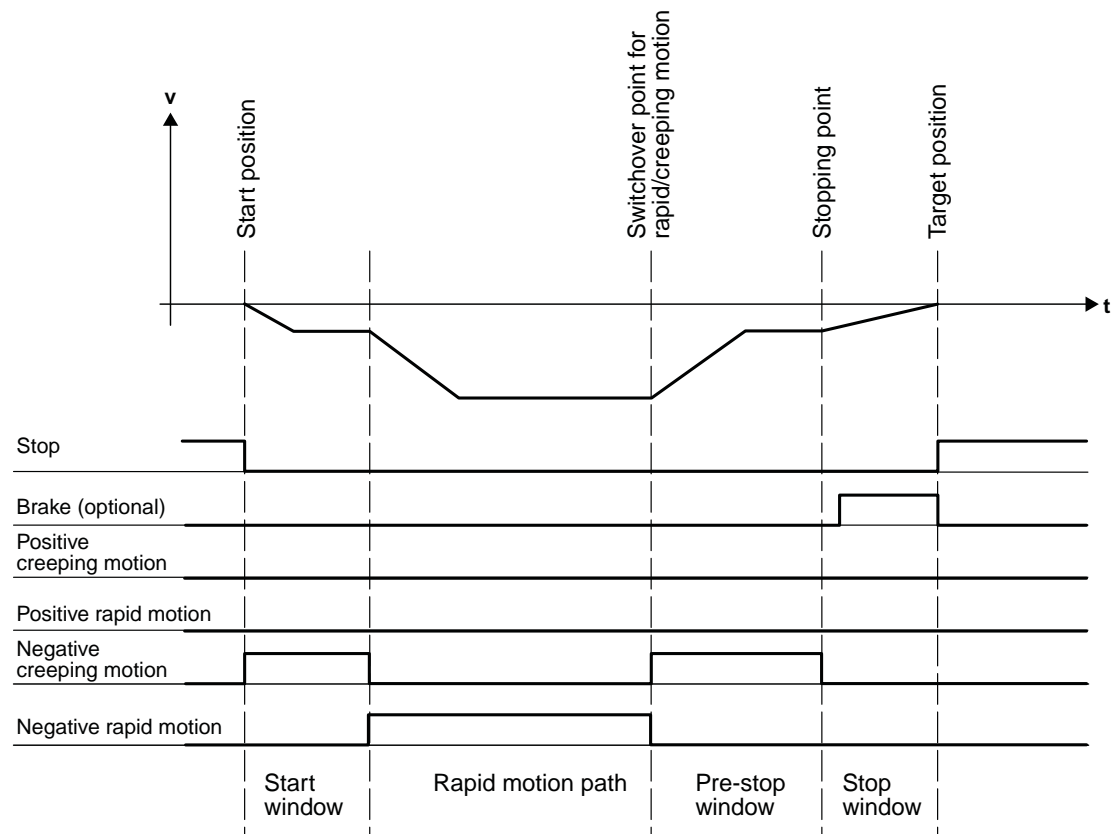 v
Start position
Switchover point for
rapid/creeping motion
Stopping point
Target position
t
Stop
Brake (optional)
Positive
creeping motion
Positive rapid motion
Negative
creeping motion
Negative rapid motion
Start
window
Rapid motion path
Pre-stop
window
Stop
window